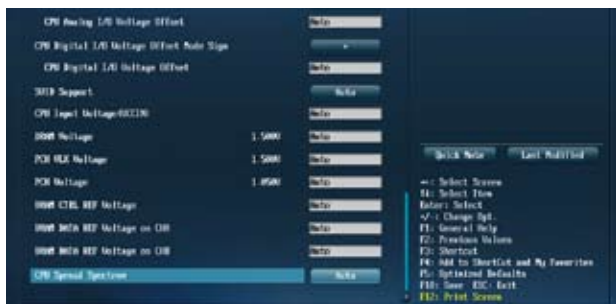 CPU Analog I/O Voltage Offset Auto
CPU Digital I/O Voltage Offset Mode Sign +
CPU Digital I/O Voltage Offset Auto
SVID Support Auto
CPU Input Voltage(VCCIN) Auto
DRAM Voltage 1.500V Auto
PCH VLX Voltage 1.500V Auto
PCH Voltage 1.050V Auto
DRAM CTRL REF Voltage Auto
DRAM DATA REF Voltage on CHA Auto
DRAM DATA REF Voltage on CHB Auto
CPU Spread Spectrum Auto
Quick Note Last Modified
Select Screen
Select Item
Enter: Select
+/-: Change Opt.
F1: General Help
F2: Previous Values
F3: Shortcut
F4: Add to ShortCut and My Favorites
F5: Optimized Defaults
F10: Save ESC: Exit
F12: Print Screen